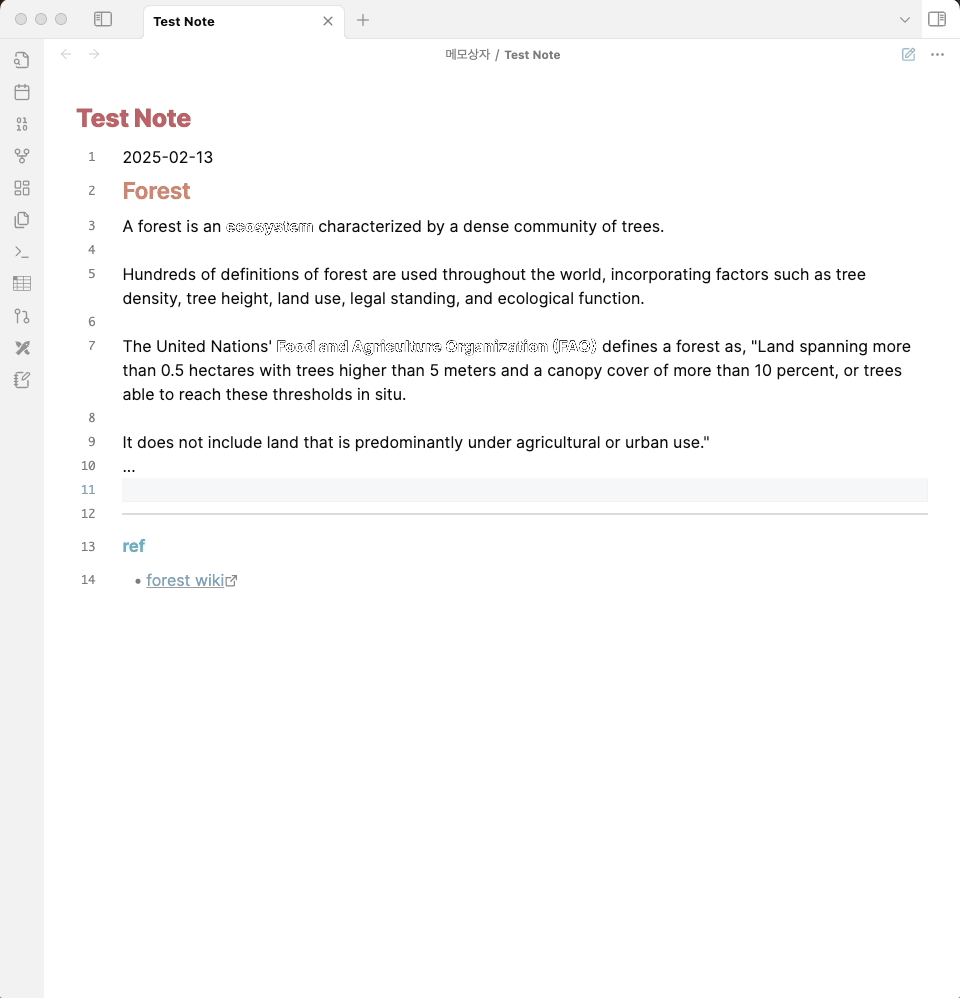 Test Note
메모상자 / Test Note
Test Note
1 2025-02-13
2 Forest
3 A forest is an ecosystem characterized by a dense community of trees.
4
5 Hundreds of definitions of forest are used throughout the world, incorporating factors such as tree
density, tree height, land use, legal standing, and ecological function.
6
7 The United Nations' Food and Agriculture Organization (FAO) defines a forest as, "Land spanning more
than 0.5 hectares with trees higher than 5 meters and a canopy cover of more than 10 percent, or trees
able to reach these thresholds in situ.
8
9 It does not include land that is predominantly under agricultural or urban use."
10 ...
11
12
13 ref
14 • forest wiki